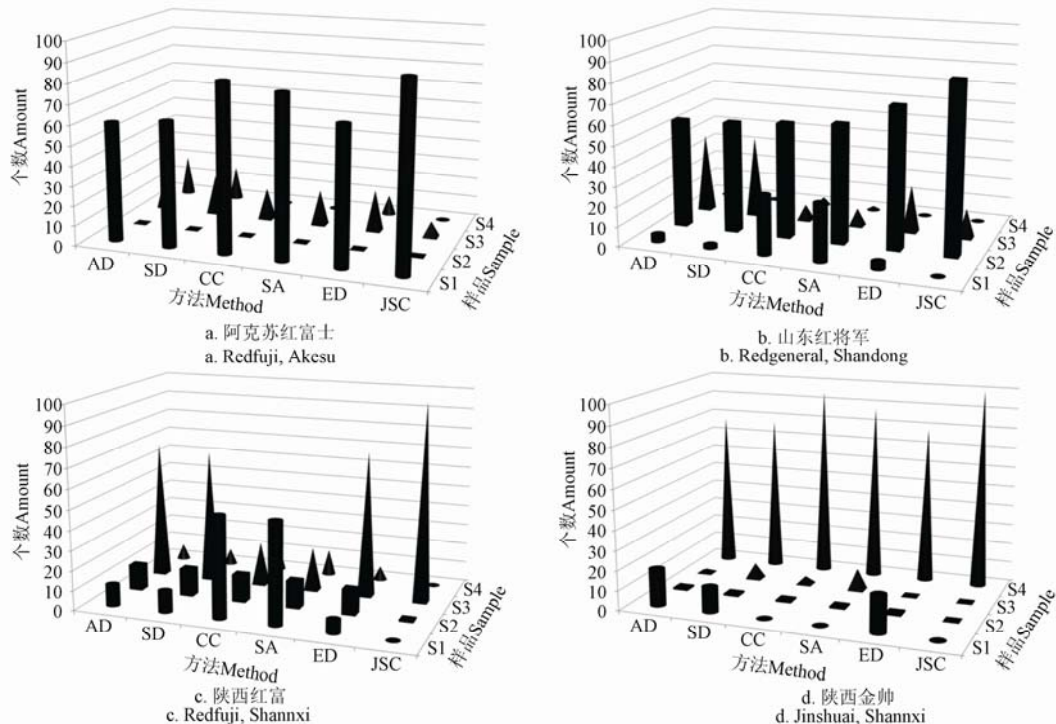 100
90
80
70
60
50
40
30
20
10
0
个数Amount
AD
SD
CC
SA
ED
JSC
S4
S3
S2
S1
方法Method
样品Sample
a. 阿克苏红富士
a. Redfuji, Akesu
100
90
80
70
60
50
40
30
20
10
0
个数Amount
AD
SD
CC
SA
ED
JSC
S4
S3
S2
S1
方法Method
样品Sample
b. 山东红将军
b. Redgeneral, Shandong
100
90
80
70
60
50
40
30
20
10
0
个数Amount
AD
SD
CC
SA
ED
JSC
S4
S3
S2
S1
方法Method
样品Sample
c. 陕西红富
c. Redfuji, Shannxi
100
90
80
70
60
50
40
30
20
10
0
个数Amount
AD
SD
CC
SA
ED
JSC
S4
S3
S2
S1
方法Method
样品Sample
d. 陕西金帅
d. Jinshuai, Shannxi